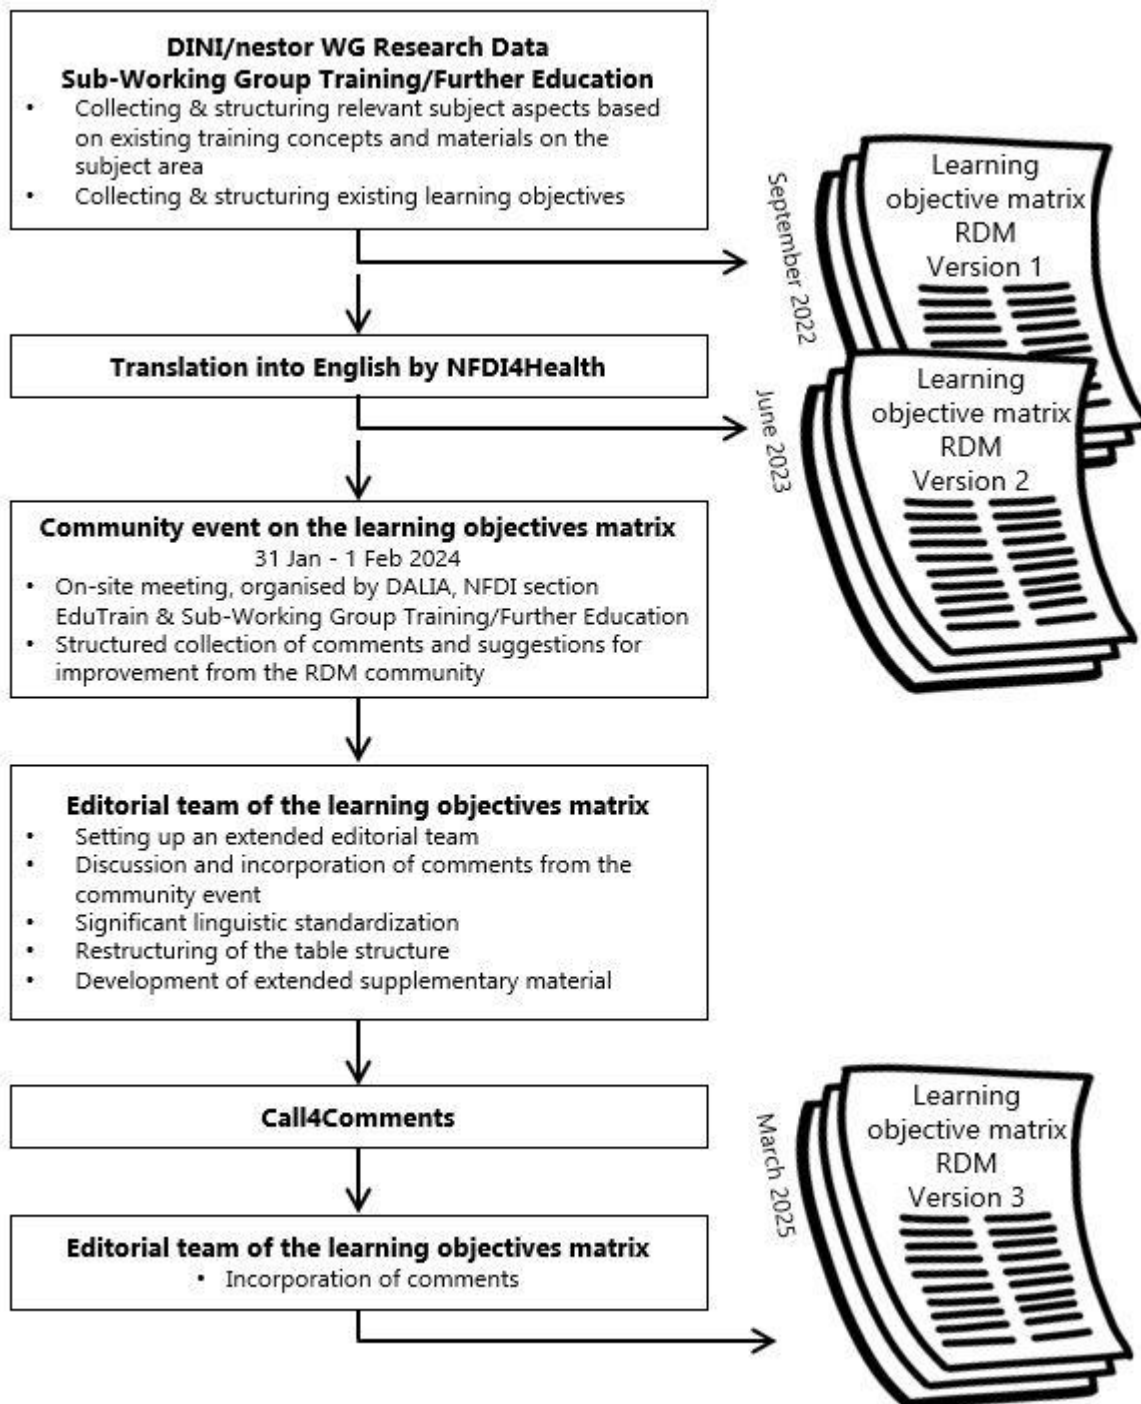 DINI/nestor WG Research Data
Sub-Working Group Training/Further Education
• Collecting & structuring relevant subject aspects based
on existing training concepts and materials on the
subject area
• Collecting & structuring existing learning objectives
September 2022
Learning
objective matrix
RDM
Version 1
Translation into English by NFDI4Health
June 2023
Learning
objective matrix
RDM
Version 2
Community event on the learning objectives matrix
31 Jan - 1 Feb 2024
• On-site meeting, organised by DALIA, NFDI section
EduTrain & Sub-Working Group Training/Further Education
• Structured collection of comments and suggestions for
improvement from the RDM community
Editorial team of the learning objectives matrix
• Setting up an extended editorial team
• Discussion and incorporation of comments from the
community event
• Significant linguistic standardization
• Restructuring of the table structure
• Development of extended supplementary material
Call4Comments
Editorial team of the learning objectives matrix
• Incorporation of comments
March 2025
Learning
objective matrix
RDM
Version 3